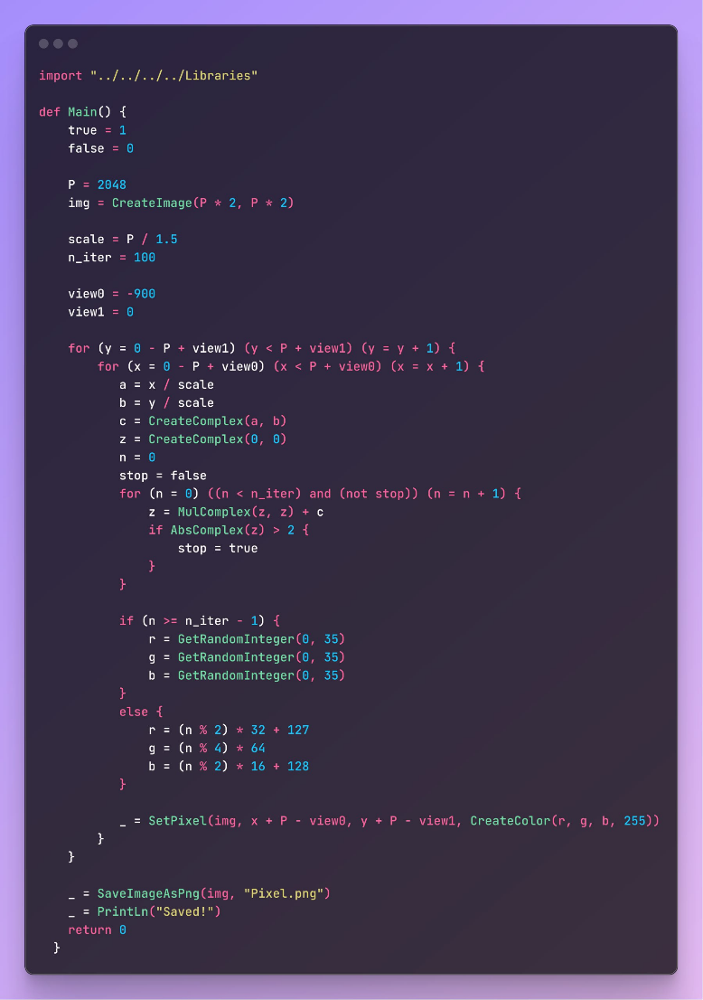 import "../../../../Libraries"

def Main() {
    true = 1
    false = 0

    P = 2048
    img = CreateImage(P * 2, P * 2)

    scale = P / 1.5
    n_iter = 100

    view0 = -900
    view1 = 0

    for (y = 0 - P + view1) (y < P + view1) (y = y + 1) {
        for (x = 0 - P + view0) (x < P + view0) (x = x + 1) {
           a = x / scale
           b = y / scale
           c = CreateComplex(a, b)
           z = CreateComplex(0, 0)
           n = 0
           stop = false
           for (n = 0) ((n < n_iter) and (not stop)) (n = n + 1) {
               z = MulComplex(z, z) + c
               if AbsComplex(z) > 2 {
                   stop = true
               }
           }

           if (n >= n_iter - 1) {
               r = GetRandomInteger(0, 35)
               g = GetRandomInteger(0, 35)
               b = GetRandomInteger(0, 35)
           }
           else {
               r = (n % 2) * 32 + 127
               g = (n % 4) * 64
               b = (n % 2) * 16 + 128
           }

           _ = SetPixel(img, x + P - view0, y + P - view1, CreateColor(r, g, b, 255))
        }
    }

    _ = SaveImageAsPng(img, "Pixel.png")
    _ = PrintLn("Saved!")
    return 0
  }